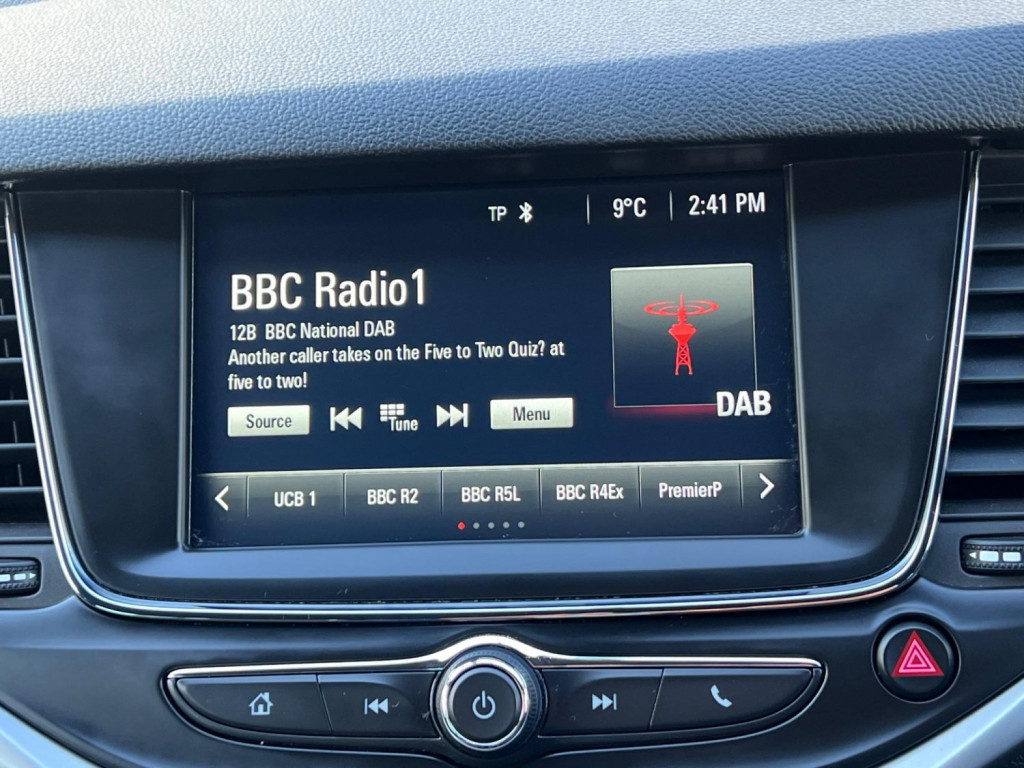 TP 9°C 2:41 PM
BBC Radio1
12B BBC National DAB
Another caller takes on the Five to Two Quiz? at
five to two!
Source Tune Menu
DAB
UCB 1 BBC R2 BBC R5L BBC R4Ex PremierP